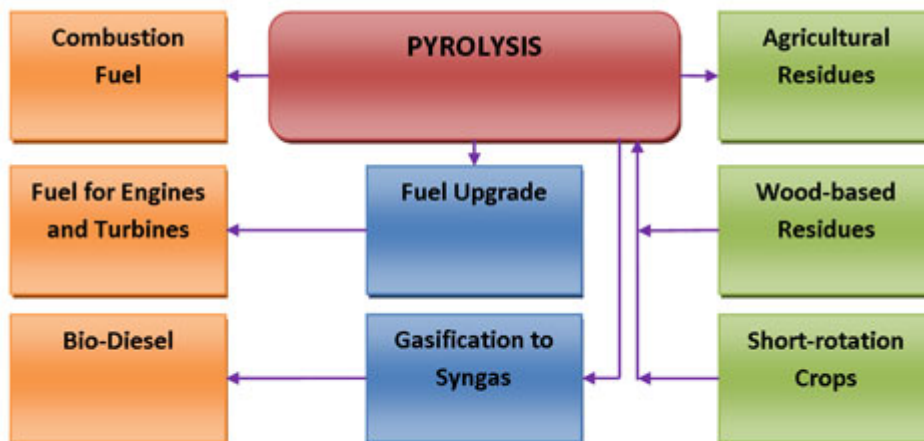 Combustion
Fuel
PYROLYSIS
Agricultural
Residues
Fuel for Engines
and Turbines
Fuel Upgrade
Wood-based
Residues
Bio-Diesel
Gasification to
Syngas
Short-rotation
Crops